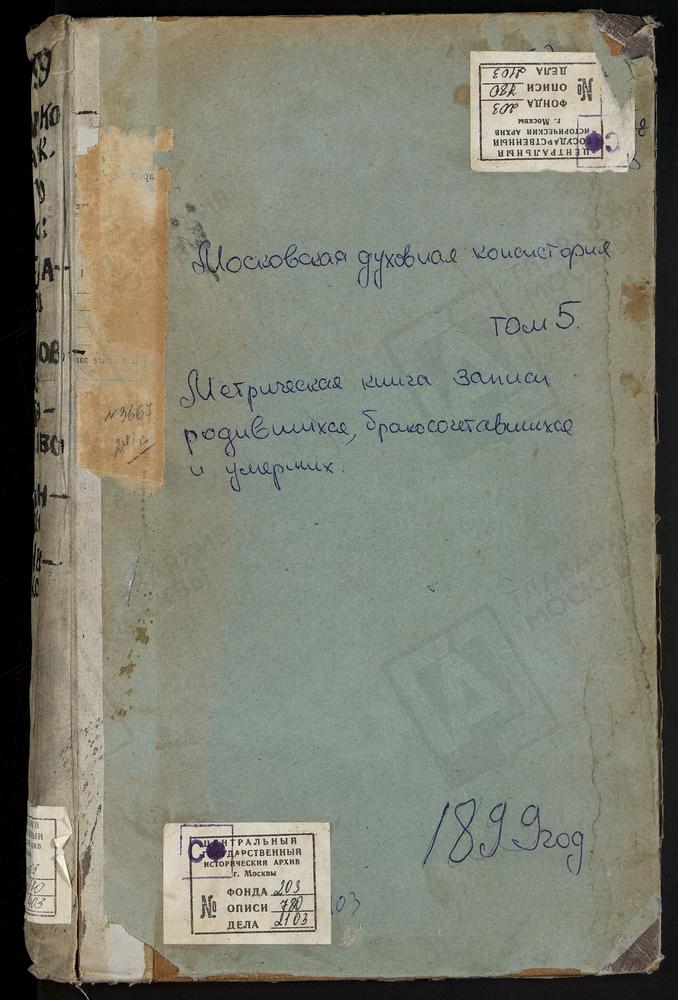 ЦЕНТРАЛЬНЫЙ
ГОСУДАРСТВЕННЫЙ
ИСТОРИЧЕСКИЙ АРХИВ
г. Москвы
№
ФОНДА 203
ОПИСИ 780
ДЕЛА 2103
Московская духовная консистория
том 5.
Метрическая книга записи
родившихся, бракосочетавшихся
и умерших.
N 3667
1899 год.
ЦЕНТРАЛЬНЫЙ
ГОСУДАРСТВЕННЫЙ
ИСТОРИЧЕСКИЙ АРХИВ
г. Москвы
№
ФОНДА 203
ОПИСИ 780
ДЕЛА 2103